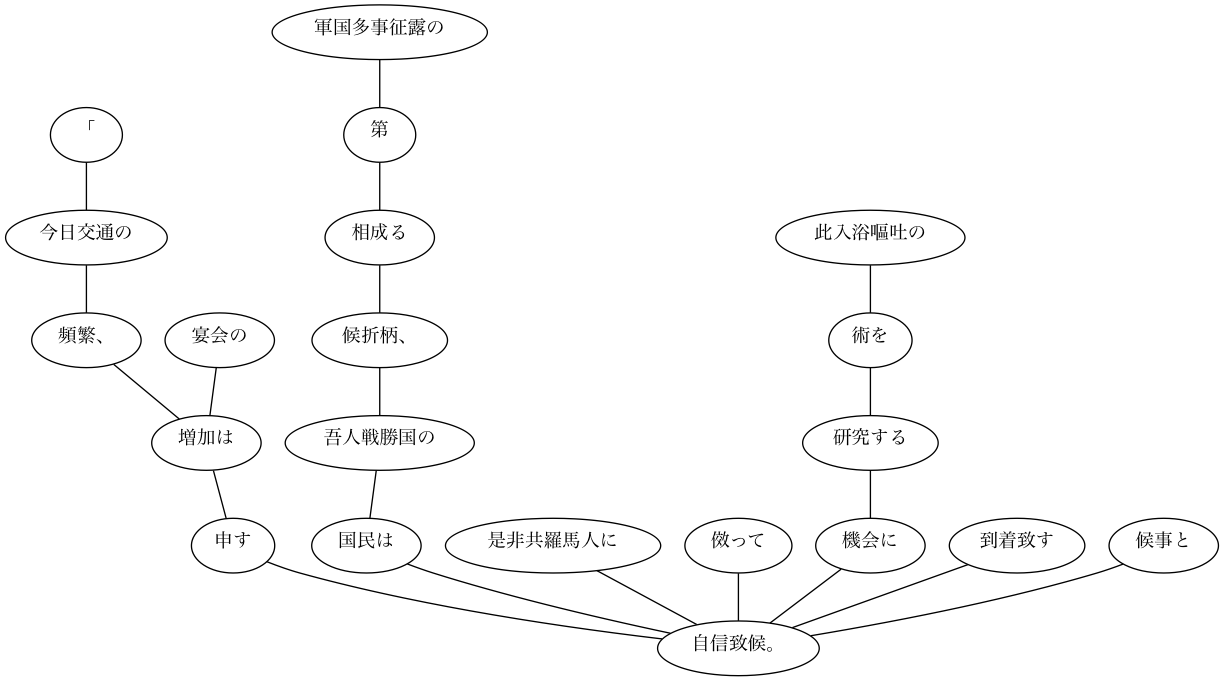 軍国多事征露の
「
第
今日交通の
相成る
此入浴嘔吐の
頻繁、
宴会の
候折柄、
術を
増加は
吾人戦勝国の
研究する
申す
国民は
是非共羅馬人に
傚って
機会に
到着致す
候事と
自信致候。